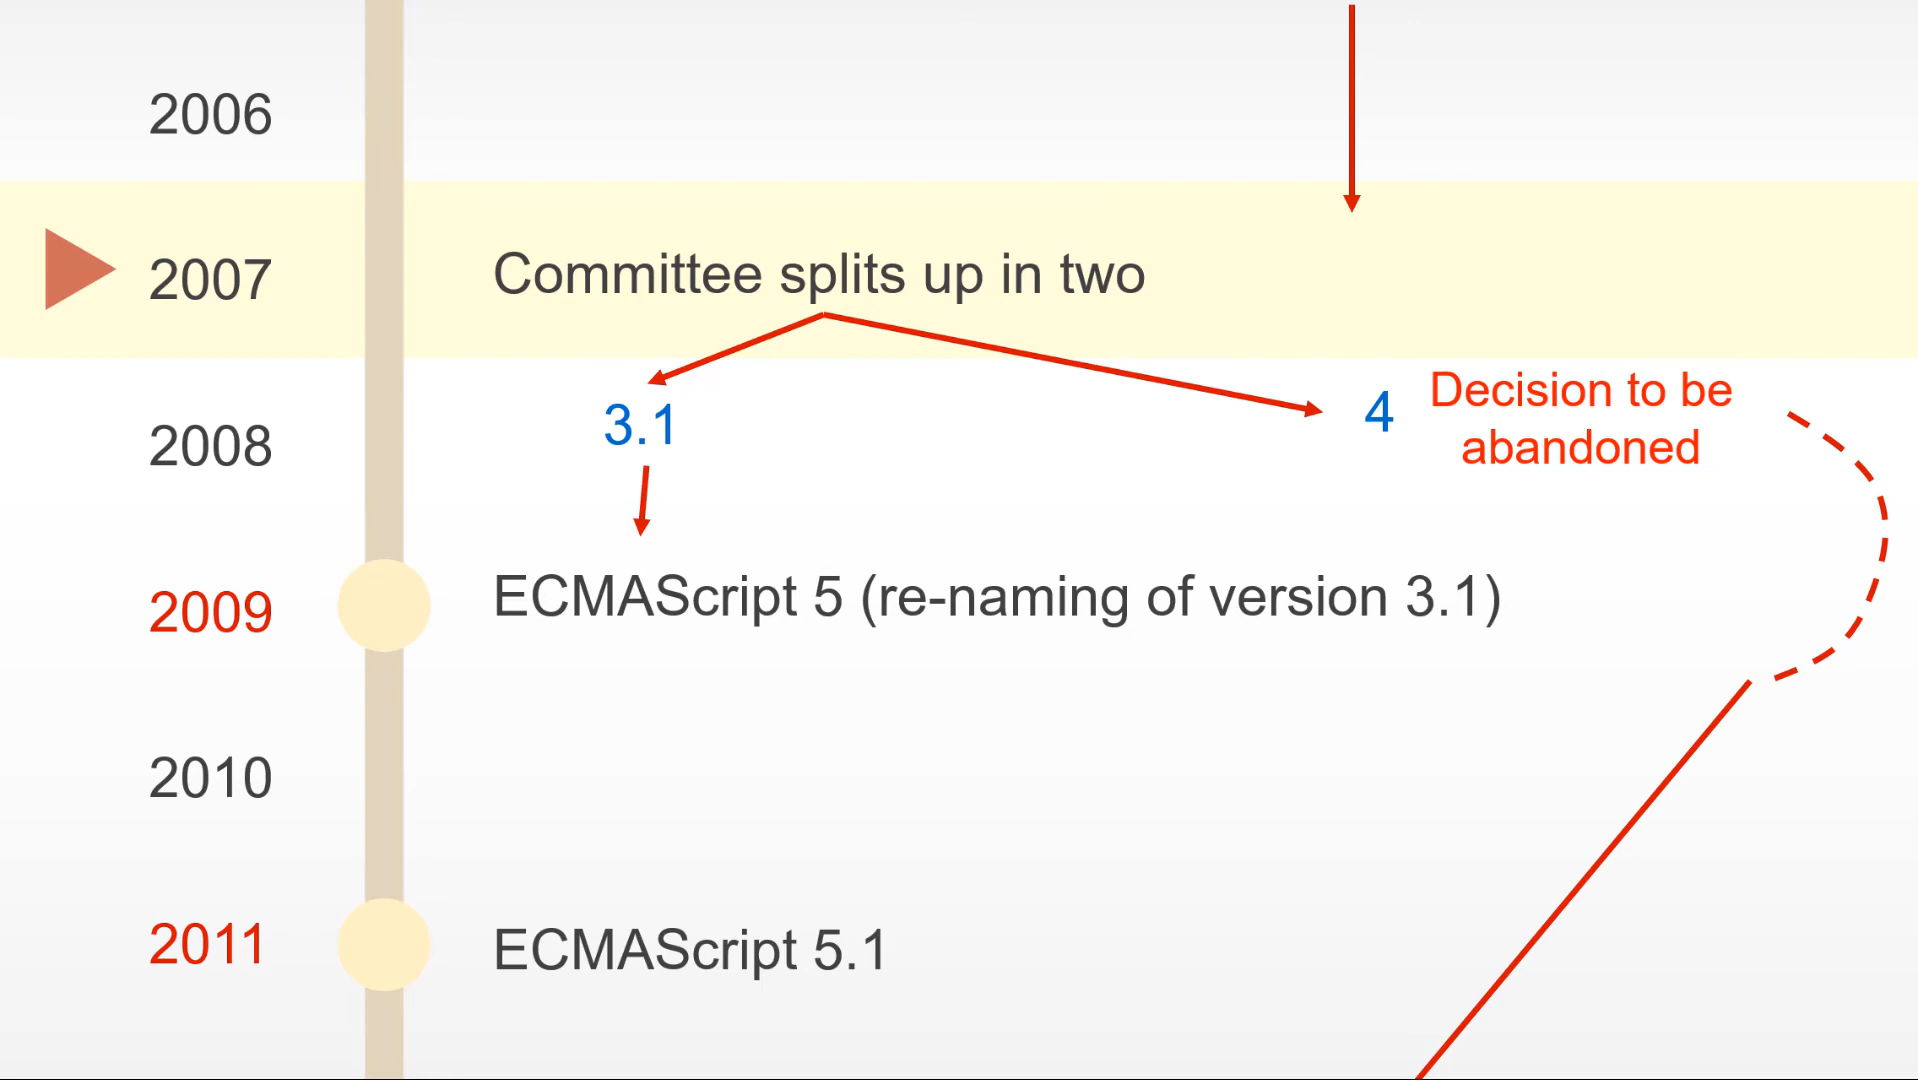 2006
2007
Committee splits up in two
2008
3.1
4
Decision to be
abandoned
2009
ECMAScript 5 (re-naming of version 3.1)
2010
2011
ECMAScript 5.1